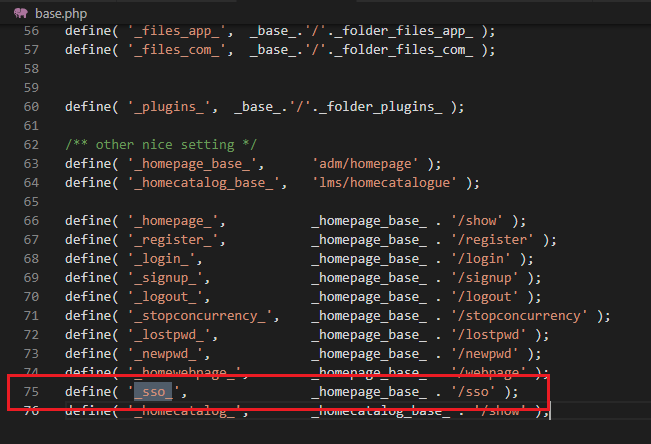 base.php
56 define( '_files_app_', _base_.'/'._folder_files_app_ );
57 define( '_files_com_', _base_.'/'._folder_files_com_ );
58
59
60 define( '_plugins_', _base_.'/'._folder_plugins_ );
61
62 /** other nice setting */
63 define( '_homepage_base_', 'adm/homepage' );
64 define( '_homecatalog_base_', 'lms/homecatalogue' );
65
66 define( '_homepage_', _homepage_base_ . '/show' );
67 define( '_register_', _homepage_base_ . '/register' );
68 define( '_login_', _homepage_base_ . '/login' );
69 define( '_signup_', _homepage_base_ . '/signup' );
70 define( '_logout_', _homepage_base_ . '/logout' );
71 define( '_stopconcurrency_', _homepage_base_ . '/stopconcurrency' );
72 define( '_lostpwd_', _homepage_base_ . '/lostpwd' );
73 define( '_newpwd_', _homepage_base_ . '/newpwd' );
74 define( '_homewebpage_', _homepage_base_ . '/webpage' );
75 define( '_sso_', _homepage_base_ . '/sso' );
76 define( '_homecatalog_', _homecatalog_base_ . '/show' );